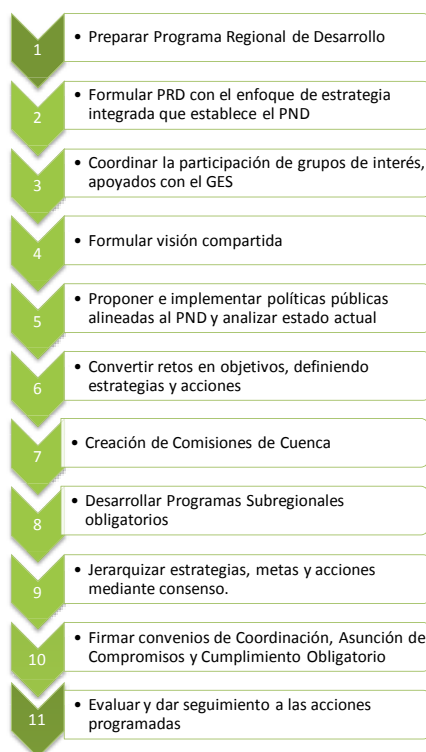 1
• Preparar Programa Regional de Desarrollo
2
• Formular PRD con el enfoque de estrategia
integrada que establece el PND
3
• Coordinar la participación de grupos de interés,
apoyados con el GES
4
• Formular visión compartida
5
• Proponer e implementar políticas públicas
alineadas al PND y analizar estado actual
6
• Convertir retos en objetivos, definiendo
estrategias y acciones
7
• Creación de Comisiones de Cuenca
8
• Desarrollar Programas Subregionales
obligatorios
9
• Jerarquizar estrategias, metas y acciones
mediante consenso.
10
• Firmar convenios de Coordinación, Asunción de
Compromisos y Cumplimiento Obligatorio
11
• Evaluar y dar seguimiento a las acciones
programadas